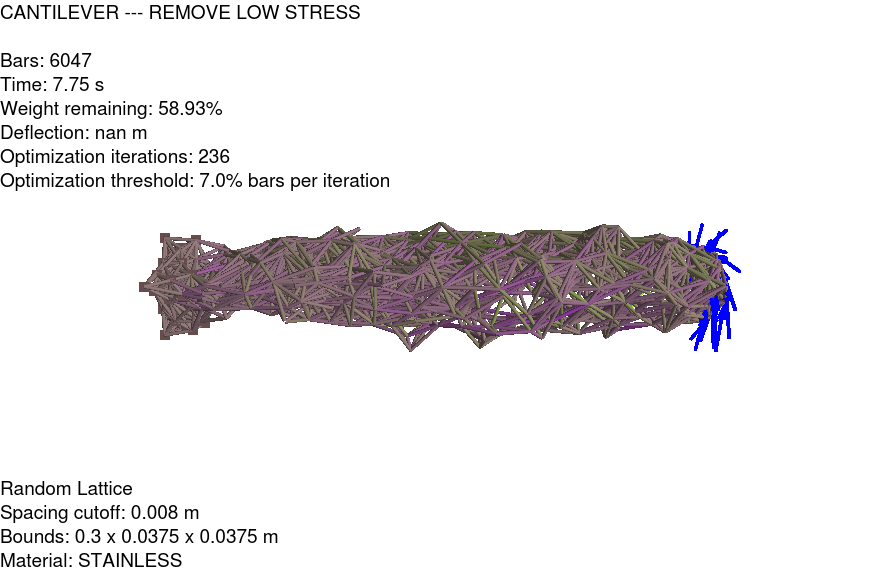 CANTILEVER --- REMOVE LOW STRESS
Bars: 6047
Time: 7.75 s
Weight remaining: 58.93%
Deflection: nan m
Optimization iterations: 236
Optimization threshold: 7.0% bars per iteration
Random Lattice
Spacing cutoff: 0.008 m
Bounds: 0.3 x 0.0375 x 0.0375 m
Material: STAINLESS